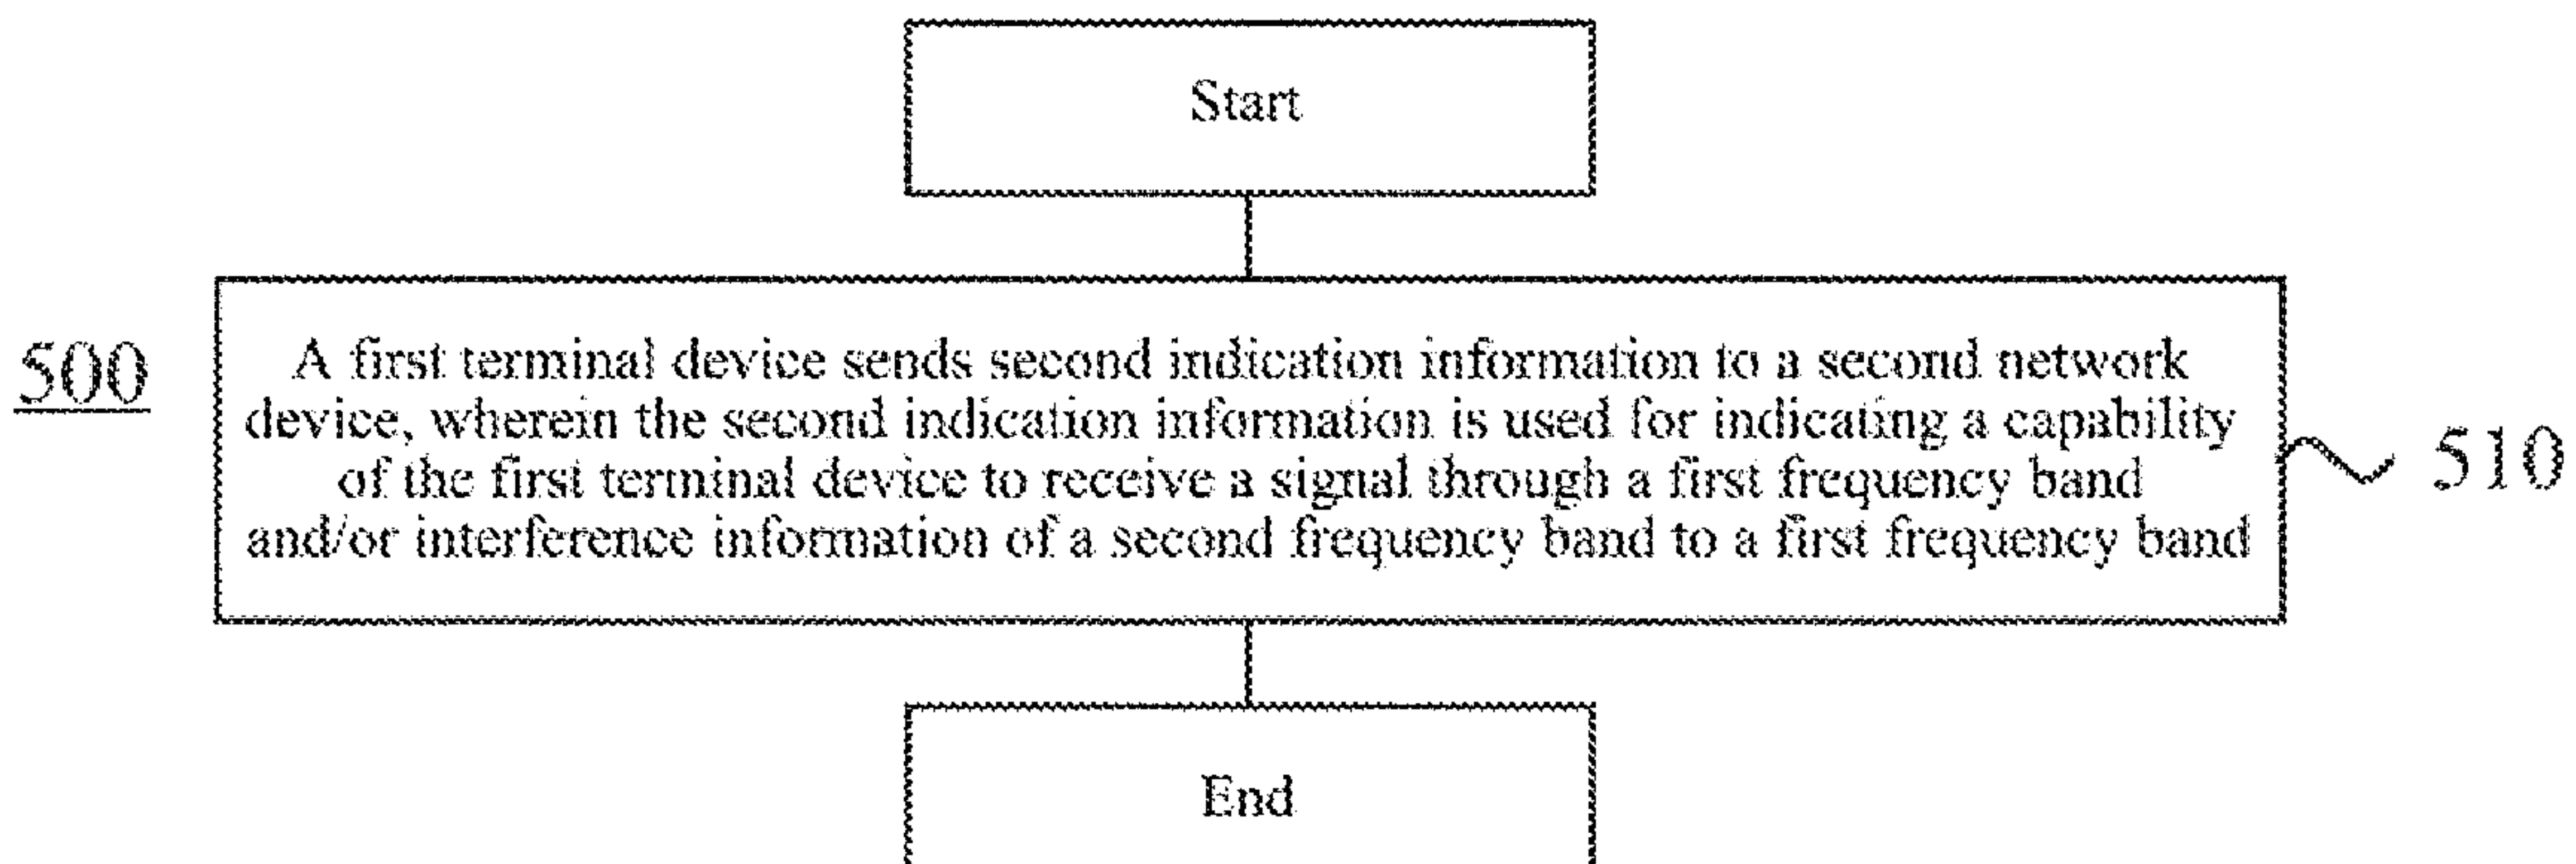 Start
500
A first terminal device sends second indication information to a second network
device, wherein the second indication information is used for indicating a capability
of the first terminal device to receive a signal through a first frequency band
and/or interference information of a second frequency band to a first frequency band
510
End